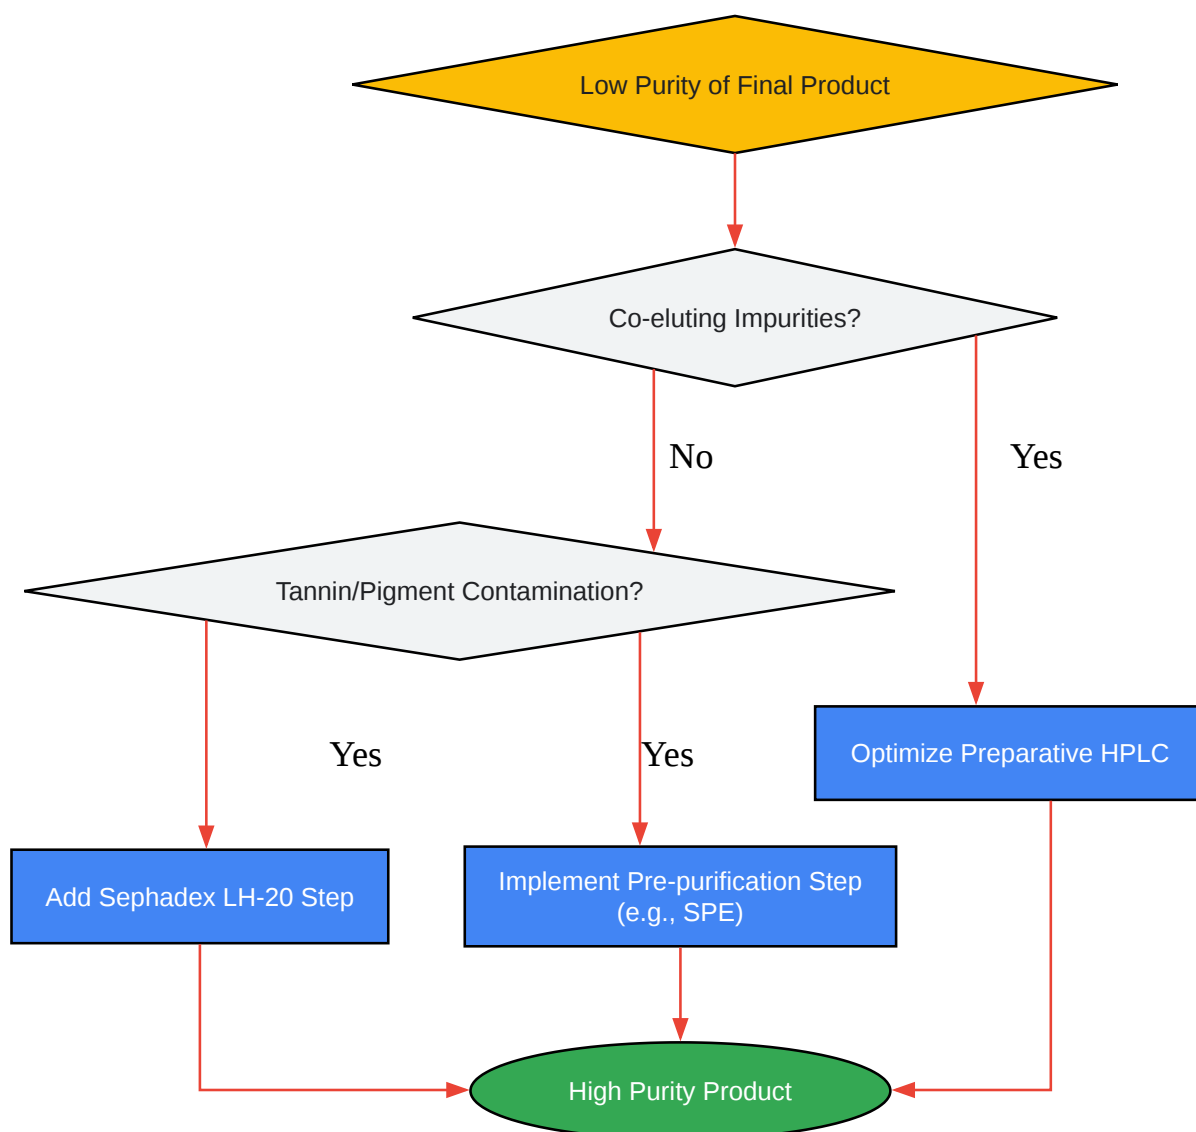 Low Purity of Final Product
Co-eluting Impurities?
No
Yes
Tannin/Pigment Contamination?
Yes
Yes
Optimize Preparative HPLC
Add Sephadex LH-20 Step
Implement Pre-purification Step
(e.g., SPE)
High Purity Product